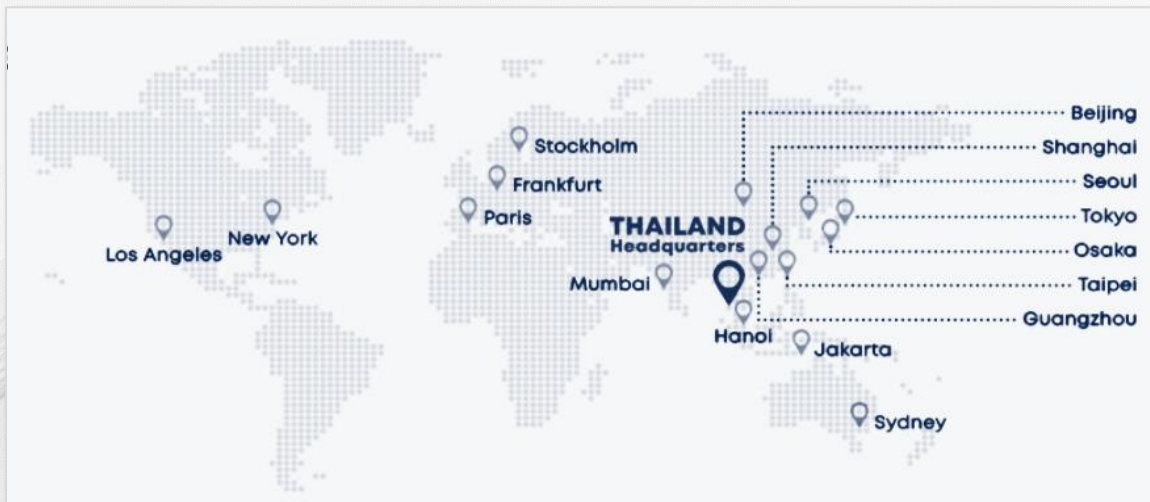 Beijing
Stockholm
Shanghai
Frankfurt
Seoul
Paris
Tokyo
THAILAND
Headquarters
New York
Los Angeles
Osaka
Mumbai
Taipei
Guangzhou
Hanoi
Jakarta
Sydney